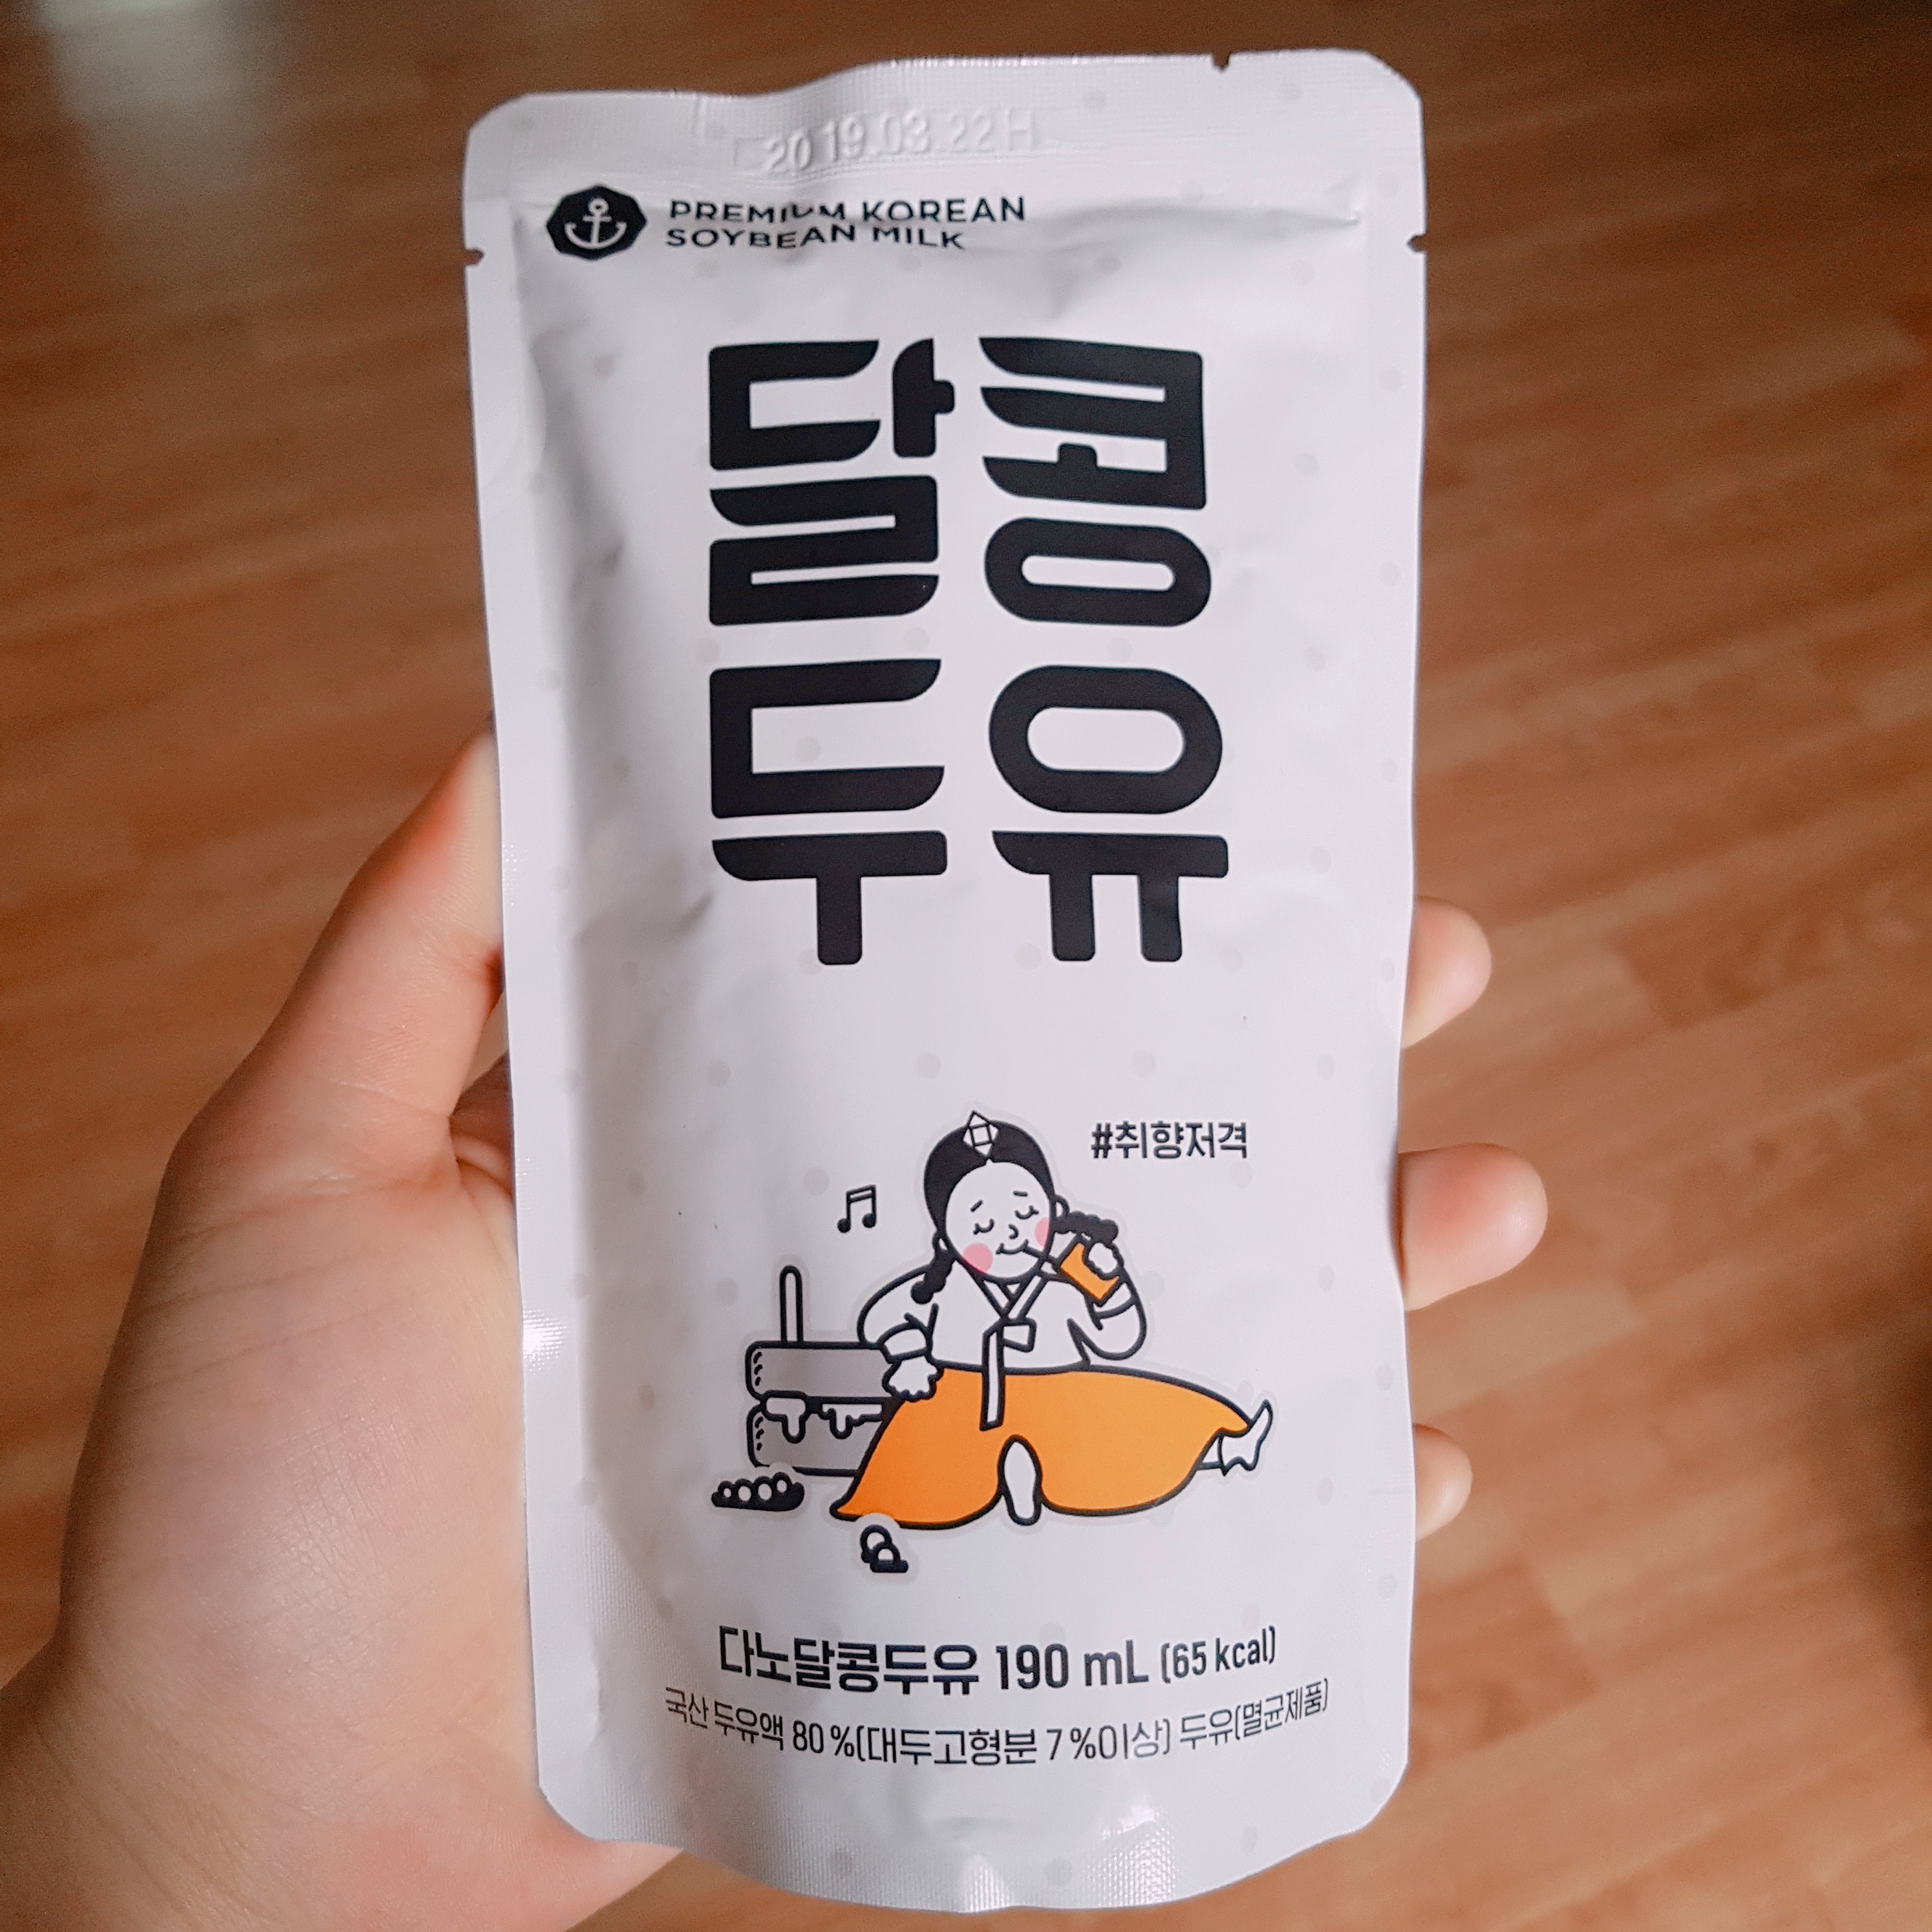 2019.03.22H
PREMIUM KOREAN
SOYBEAN MILK
달콩
두유
#취향저격
다노달콩두유 190 mL (65 kcal)
국산 두유액 80 %(대두고형분 7 %이상) 두유(멸균제품)